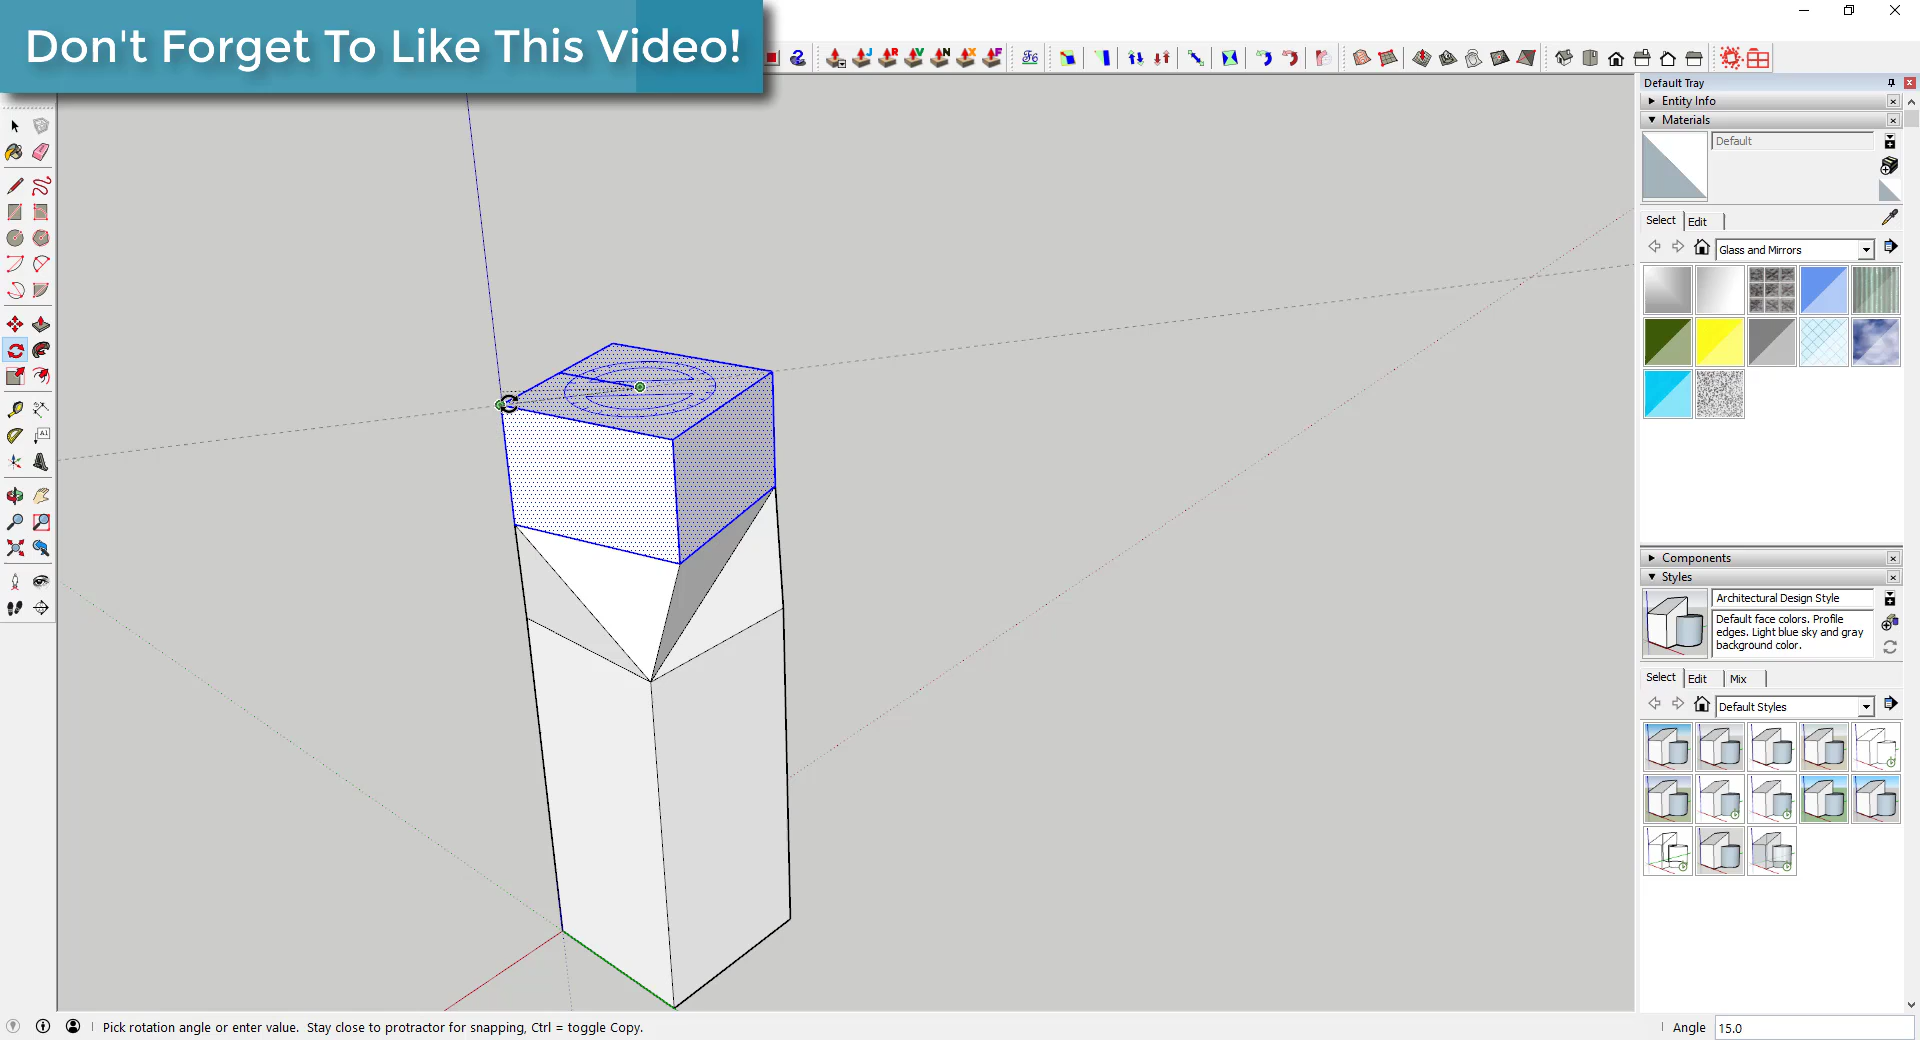 Don't Forget To Like This Video!
J R V N X F
Default Tray
Entity Info
Materials
Default
Select Edit
Glass and Mirrors
A1
Components
Styles
Architectural Design Style
Default face colors. Profile
edges. Light blue sky and gray
background color.
Select Edit Mix
Default Styles
Pick rotation angle or enter value. Stay close to protractor for snapping, Ctrl = toggle Copy.
Angle 15.0